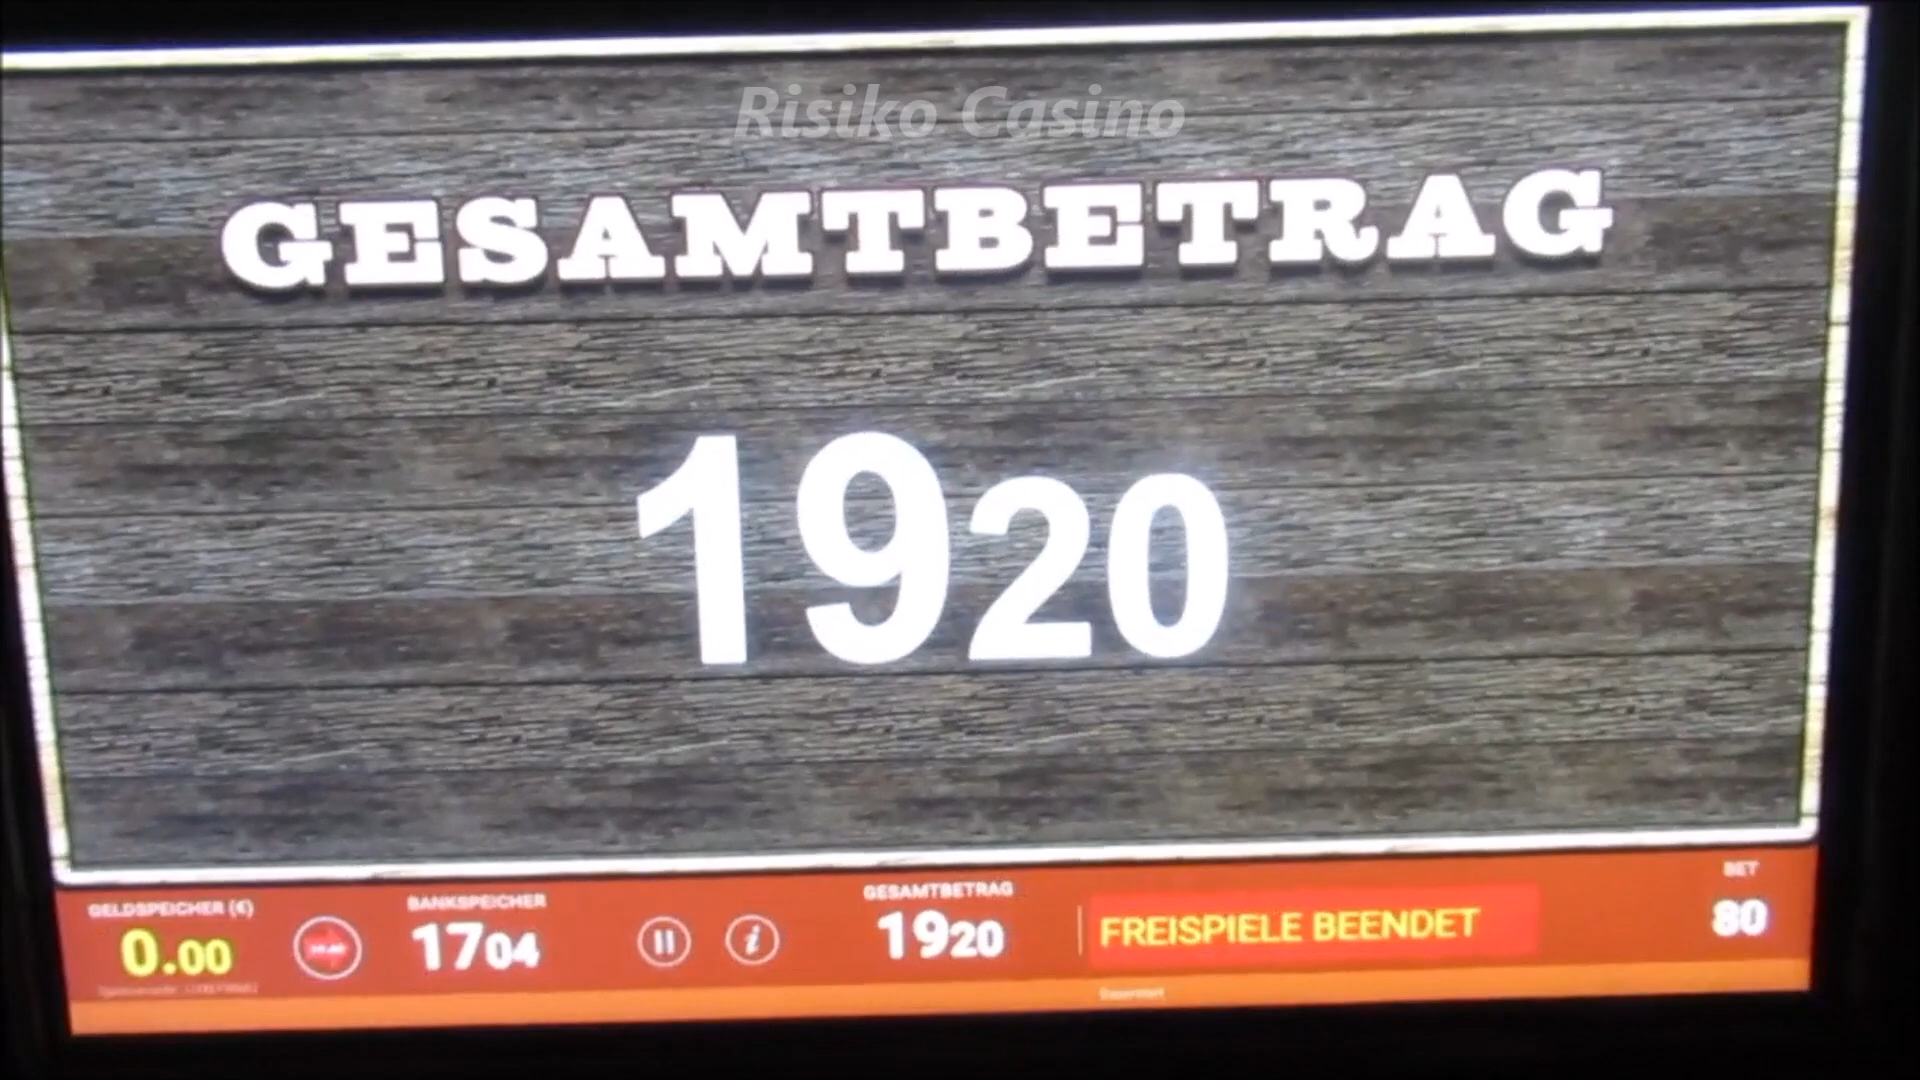 Risiko Casino
GESAMTBETRAG
1920
GELDSPEICHER (€)
0.00
BANKSPEICHER
1704
GESAMTBETRAG
1920
FREISPIELE BEENDET
BET
80